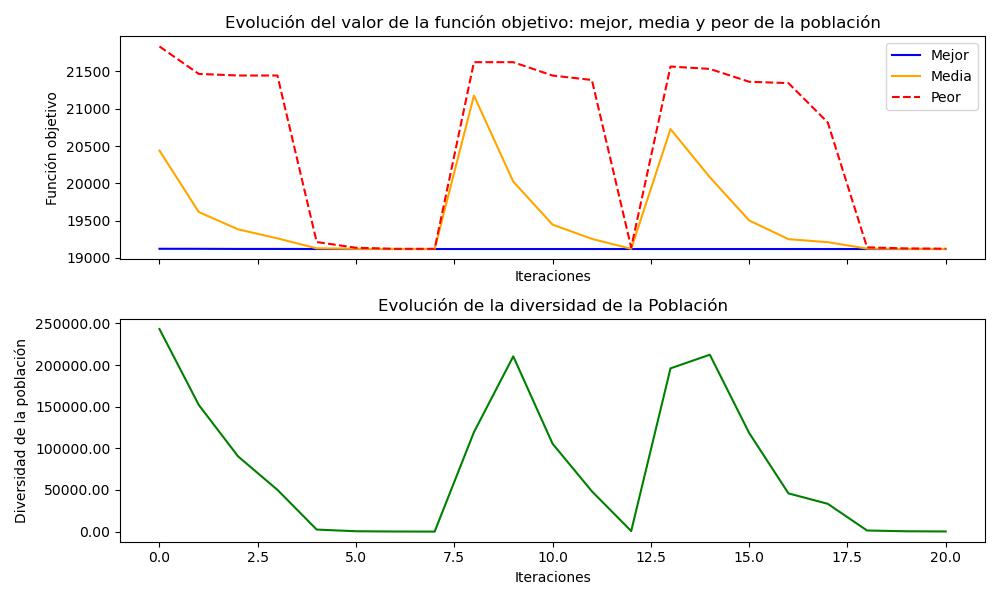 Evolución del valor de la función objetivo: mejor, media y peor de la población
Función objetivo
21500
21000
20500
20000
19500
19000
Mejor
Media
Peor
Iteraciones
Evolución de la diversidad de la Población
Diversidad de la población
250000.00
200000.00
150000.00
100000.00
50000.00
0.00
0.0 2.5 5.0 7.5 10.0 12.5 15.0 17.5 20.0
Iteraciones